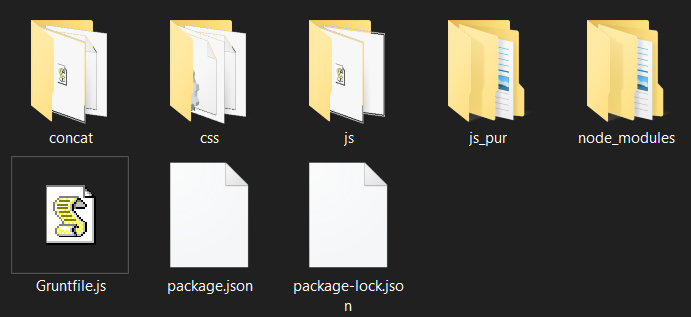 concat
css
js
js_pur
node_modules
Gruntfile.js
package.json
package-lock.jso
n